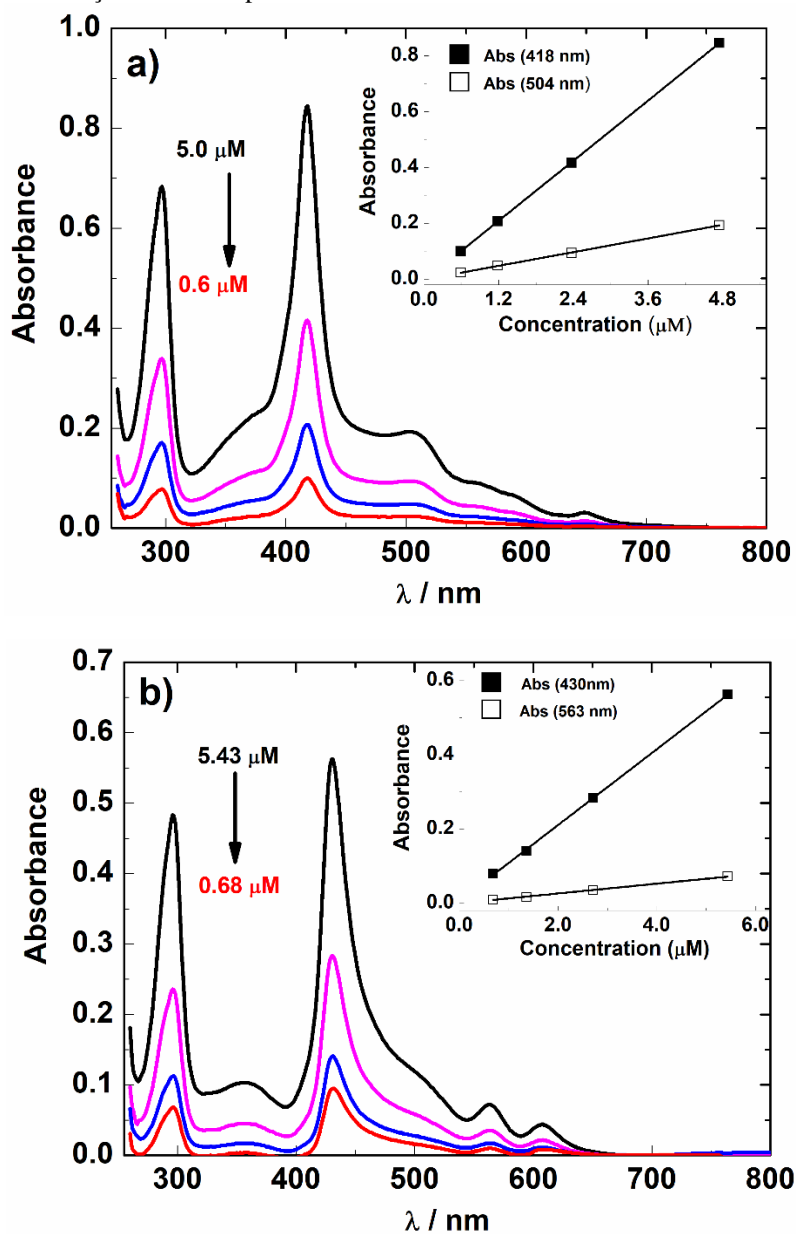 a)
1.0
0.9
0.8
0.6
0.4
0.2
0.0
Absorbance
5.0 μM
0.6 μM
300 400 500 600 700 800
λ / nm
Abs (418 nm)
Abs (504 nm)
0.8
0.6
0.4
0.2
0.0
Absorbance
0.0 1.2 2.4 3.6 4.8
Concentration (μM)
b)
0.7
0.6
0.5
0.4
0.3
0.2
0.1
0.0
Absorbance
5.43 μM
0.68 μM
300 400 500 600 700 800
λ / nm
Abs (430nm)
Abs (563 nm)
0.6
0.4
0.2
0.0
Absorbance
0.0 2.0 4.0 6.0
Concentration (μM)